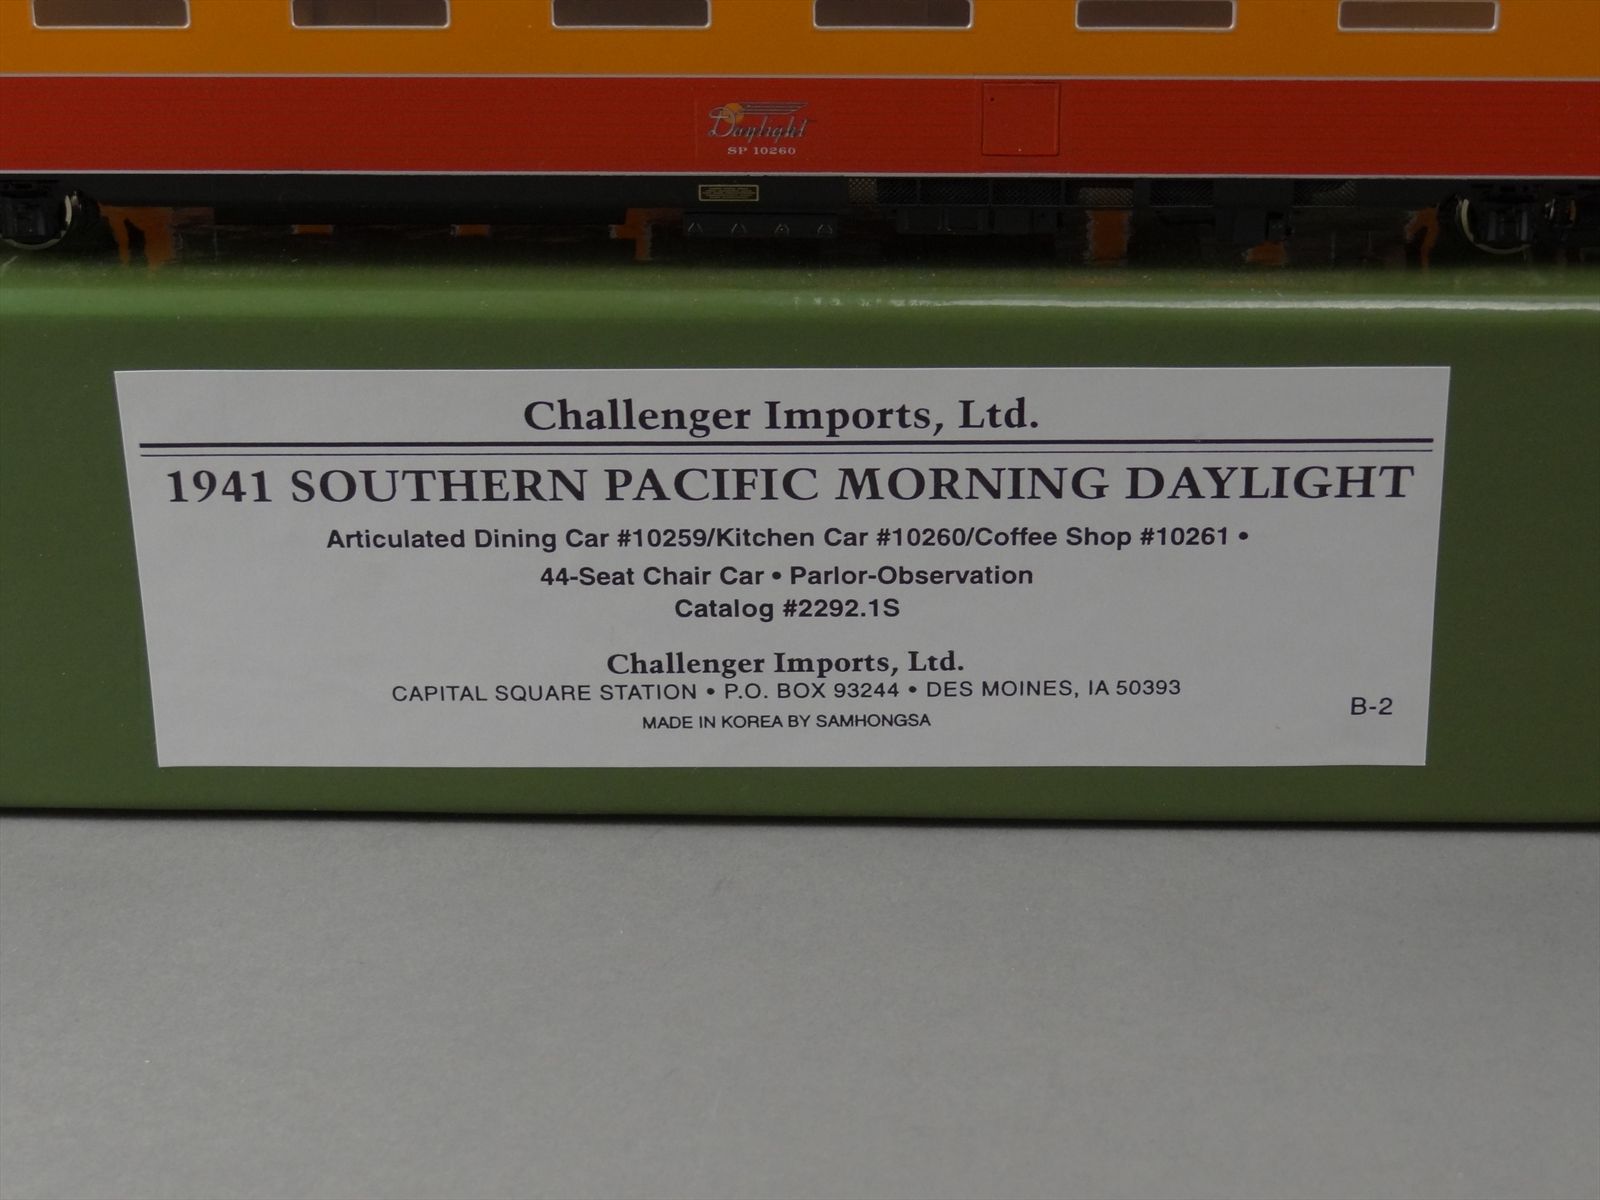 Daylight
SP 10260
Challenger Imports, Ltd.
1941 SOUTHERN PACIFIC MORNING DAYLIGHT
Articulated Dining Car #10259/Kitchen Car #10260/Coffee Shop #10261 •
44-Seat Chair Car • Parlor-Observation
Catalog #2292.1S
Challenger Imports, Ltd.
CAPITAL SQUARE STATION • P.O. BOX 93244 • DES MOINES, IA 50393
MADE IN KOREA BY SAMHONGSA
B-2